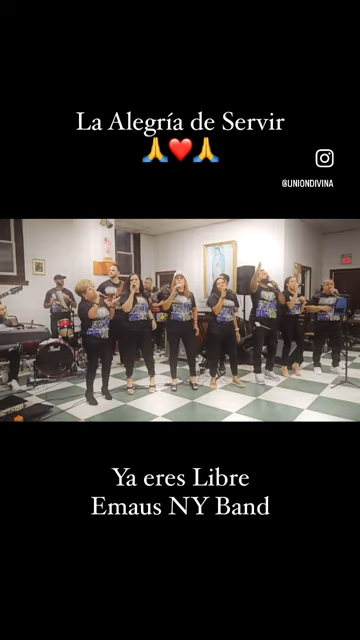 La Alegría de Servir
🙏❤️🙏
@UNIONDIVINA
Ya eres Libre
Emaus NY Band